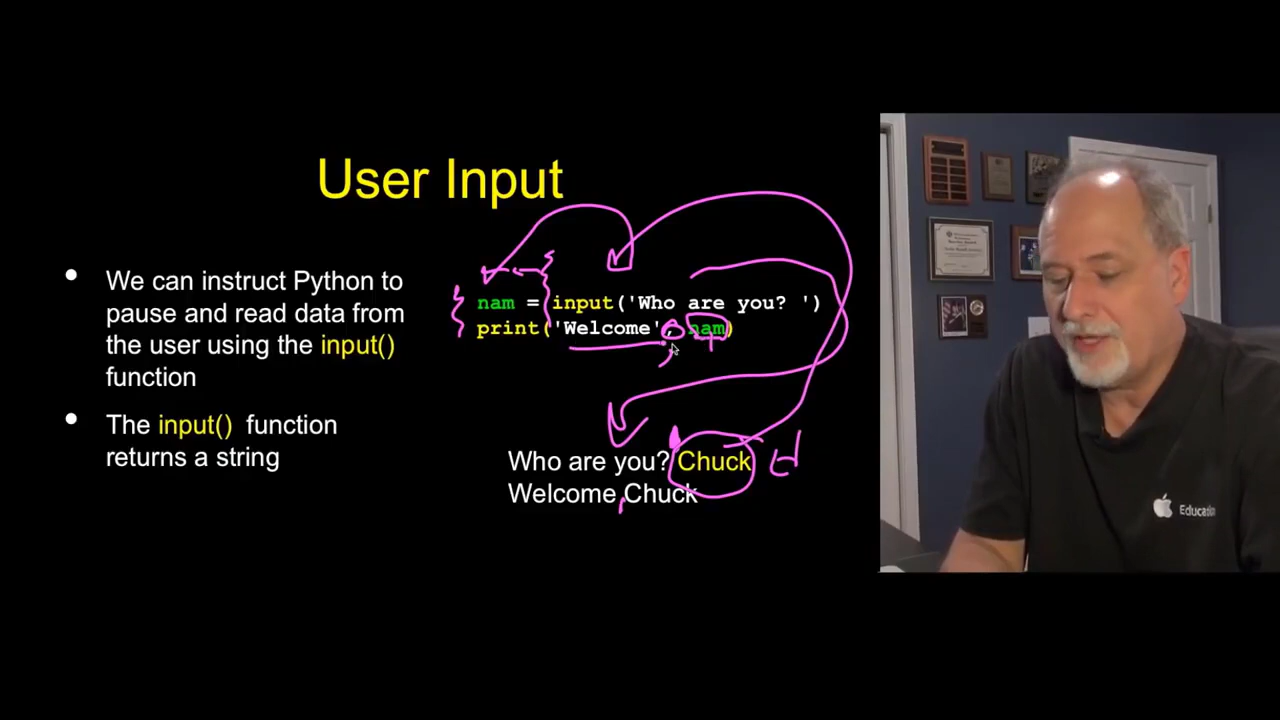 User Input
We can instruct Python to
pause and read data from
the user using the input()
function
The input() function
returns a string
nam = input('Who are you? ')
print('Welcome', nam)
Who are you? Chuck
Welcome Chuck
Education